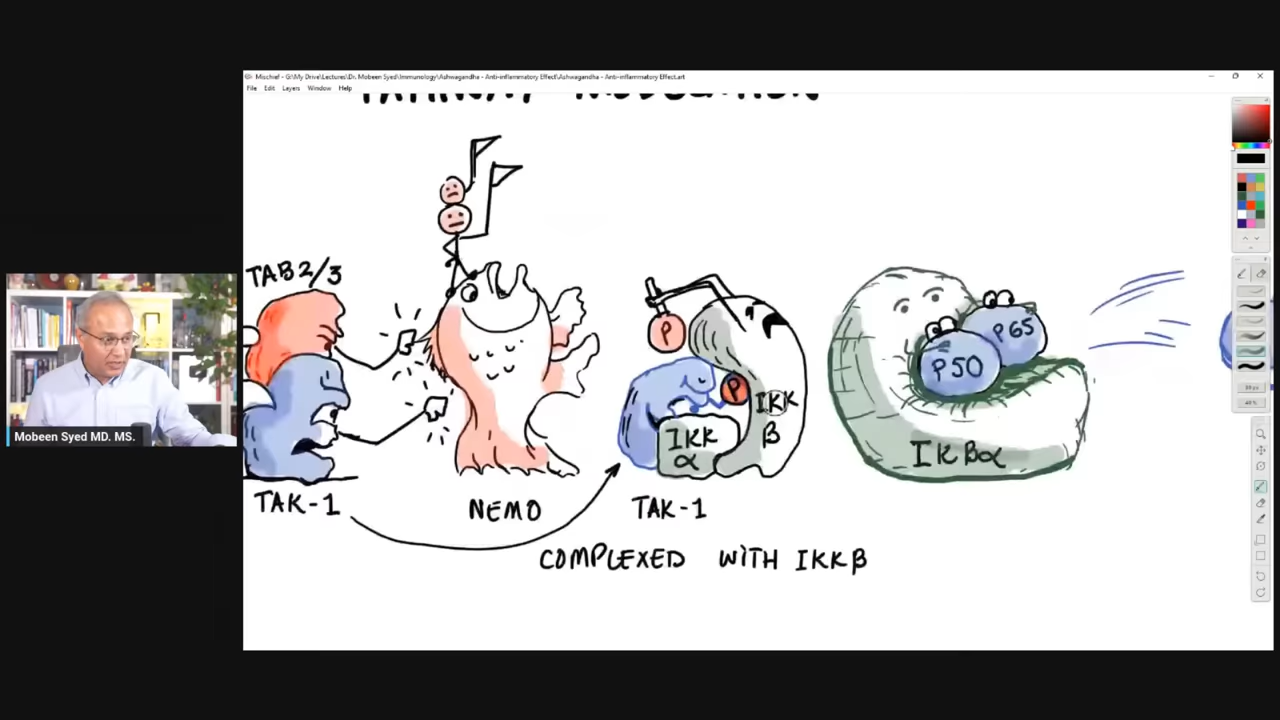 Mischief - G:\My Drive\Lectures\Dr. Mobeen Syed\Immunology\Ashwagandha - Anti-inflammatory Effect\Ashwagandha - Anti-inflammatory Effect.art
File Edit Layers Window Help
PATHWAY MODULATION
TAB2/3
P
P
P50
P65
IKK
β
IKK
α
IKBα
Mobeen Syed MD. MS.
TAK-1
NEMO
TAK-1
COMPLEXED WITH IKKβ